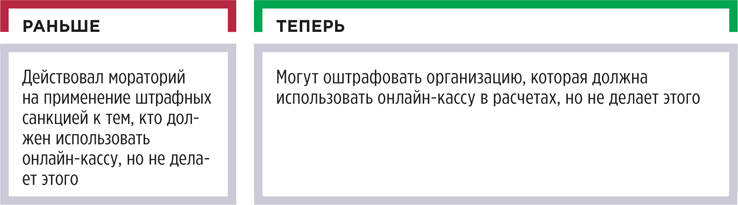 РАНЬШЕ
Действовал мораторий
на применение штрафных
санкцией к тем, кто дол-
жен использовать
онлайн-кассу, но не дела-
ет этого
ТЕПЕРЬ
Могут оштрафовать организацию, которая должна
использовать онлайн-кассу в расчетах, но не делает этого